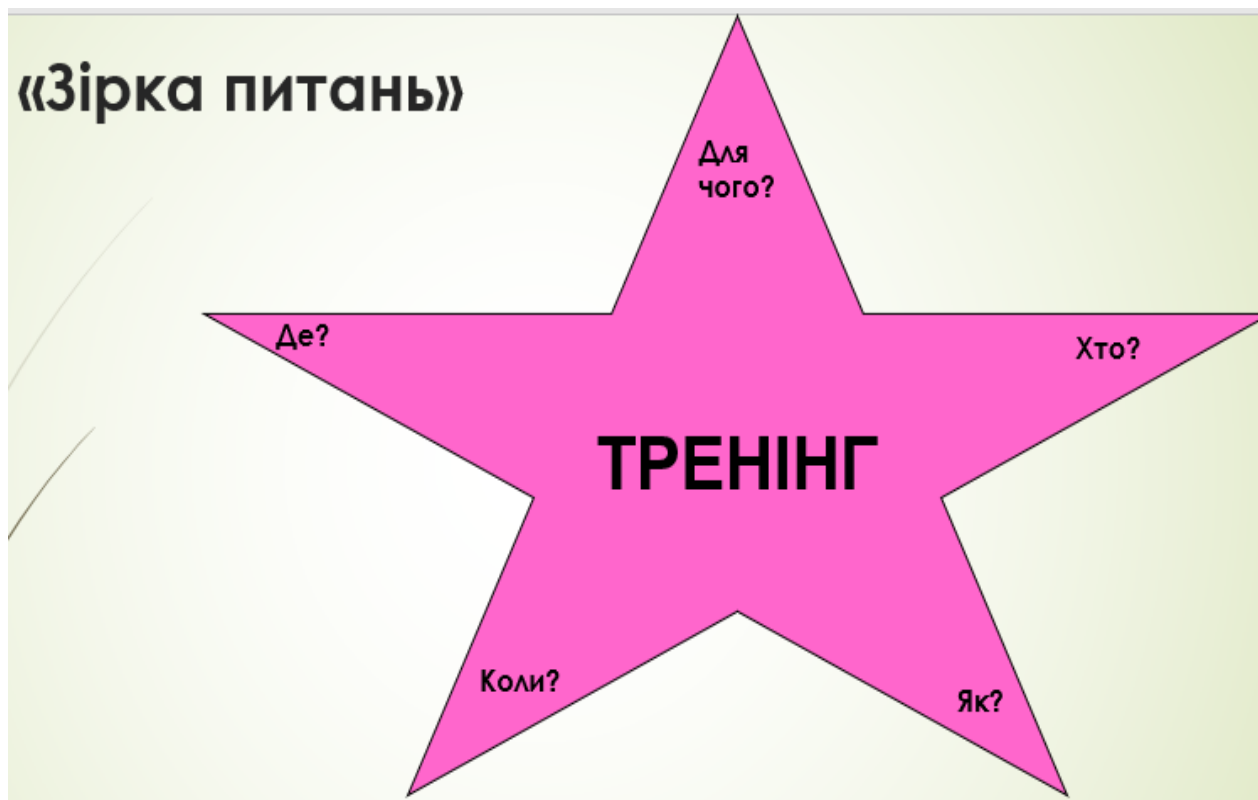 «Зірка питань»
Для
чого?
Де?
Хто?
ТРЕНІНГ
Коли?
Як?